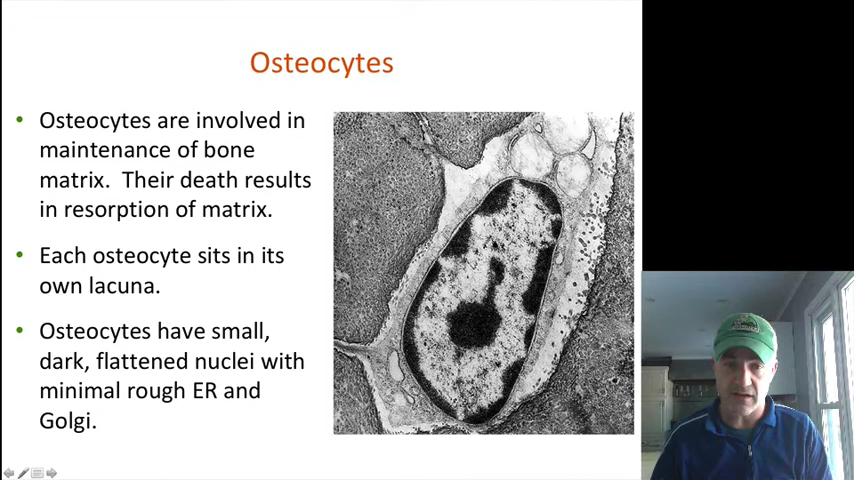 Osteocytes
• Osteocytes are involved in
maintenance of bone
matrix. Their death results
in resorption of matrix.
• Each osteocyte sits in its
own lacuna.
• Osteocytes have small,
dark, flattened nuclei with
minimal rough ER and
Golgi.